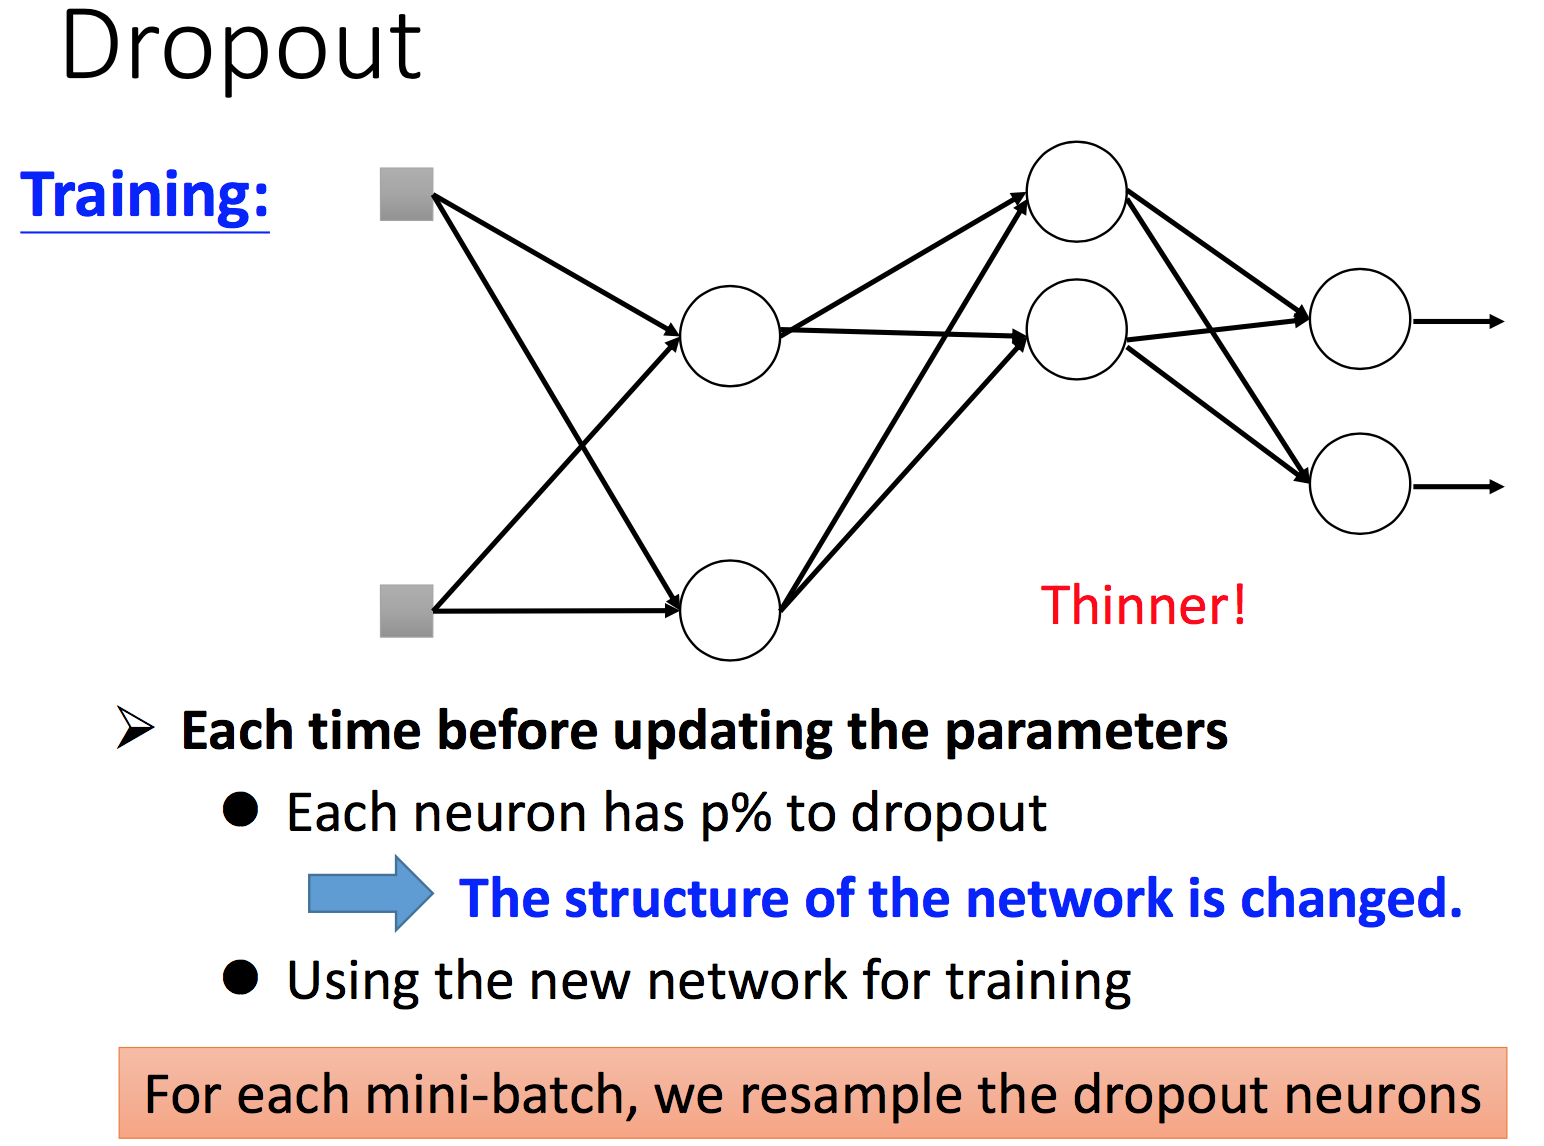 Dropout
Training:
Thinner!
Each time before updating the parameters
Each neuron has p% to dropout
The structure of the network is changed.
Using the new network for training
For each mini-batch, we resample the dropout neurons